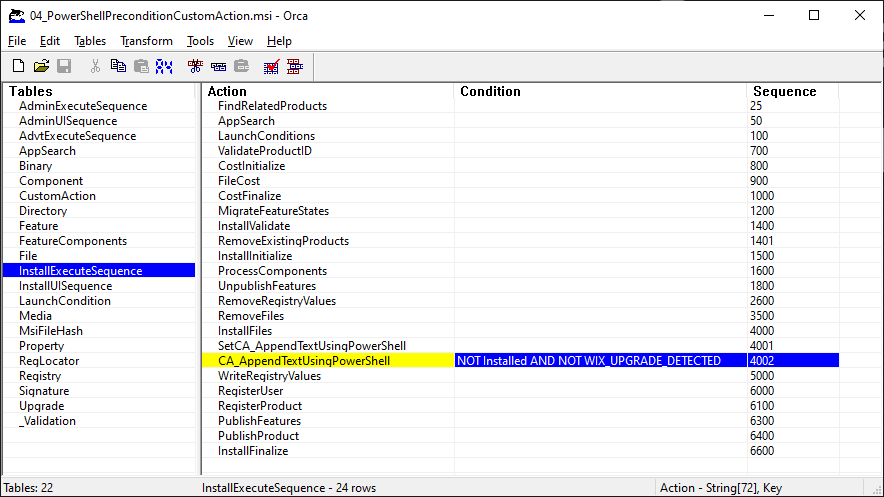 04_PowerShellPreconditionCustomAction.msi - Orca
File Edit Tables Transform Tools View Help
Tables Action Condition Sequence
AdminExecuteSequence FindRelatedProducts 25
AdminUISequence AppSearch 50
AdvtExecuteSequence LaunchConditions 100
AppSearch ValidateProductID 700
Binary CostInitialize 800
Component FileCost 900
CustomAction CostFinalize 1000
Directory MigrateFeatureStates 1200
Feature InstallValidate 1400
FeatureComponents RemoveExistingProducts 1401
File InstallInitialize 1500
InstallExecuteSequence ProcessComponents 1600
InstallUISequence UnpublishFeatures 1800
LaunchCondition RemoveRegistryValues 2600
Media RemoveFiles 3500
MsiFileHash InstallFiles 4000
Property SetCA_AppendTextUsingPowerShell 4001
RegLocator CA_AppendTextUsingPowerShell NOT Installed AND NOT WIX_UPGRADE_DETECTED 4002
Registry WriteRegistryValues 5000
Signature RegisterUser 6000
Upgrade RegisterProduct 6100
_Validation PublishFeatures 6300
PublishProduct 6400
InstallFinalize 6600
Tables: 22 InstallExecuteSequence - 24 rows Action - String[72], Key